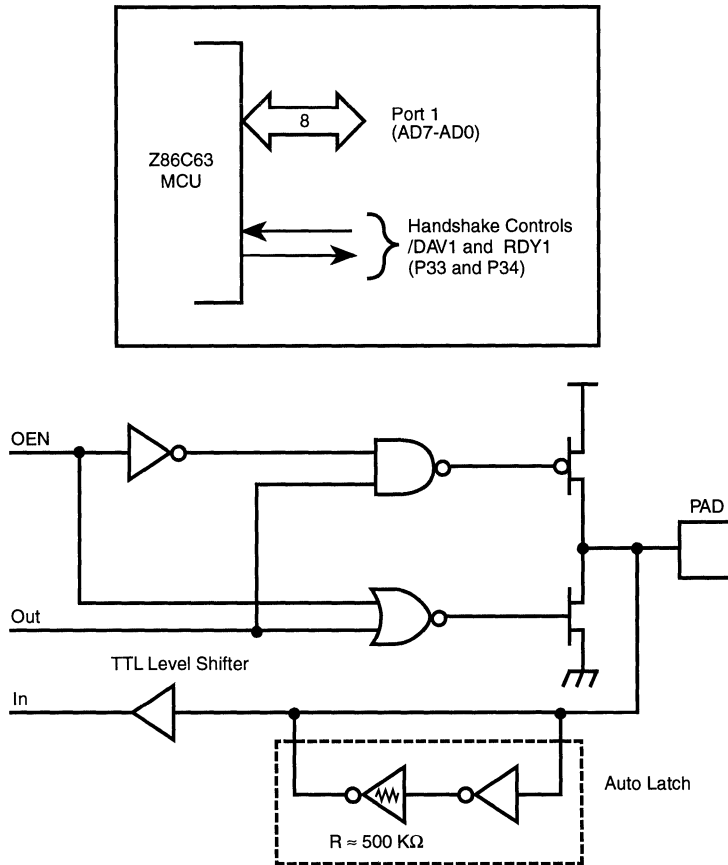 Z86C63
MCU
8
Port 1
(AD7-AD0)
Handshake Controls
/DAV1 and RDY1
(P33 and P34)
OEN
PAD
Out
TTL Level Shifter
In
Auto Latch
R ≈ 500 KΩ